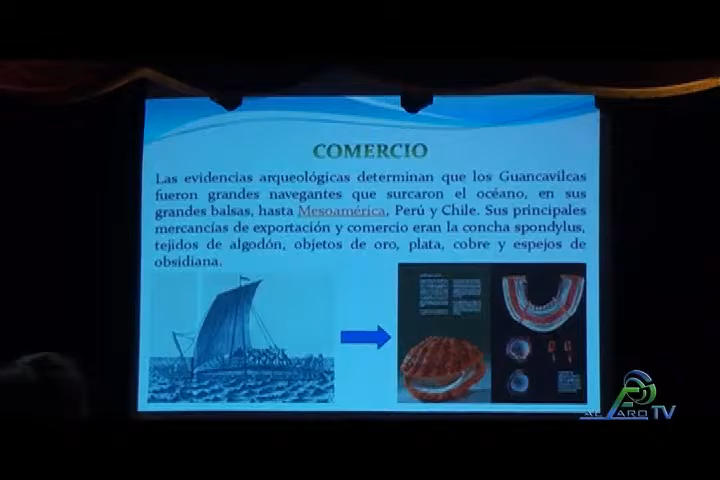 COMERCIO
Las evidencias arqueológicas determinan que los Guancavilcas
fueron grandes navegantes que surcaron el océano, en sus
grandes balsas, hasta Mesoamérica, Perú y Chile. Sus principales
mercancías de exportación y comercio eran la concha spondylus,
tejidos de algodón, objetos de oro, plata, cobre y espejos de
obsidiana.
ALFARO TV